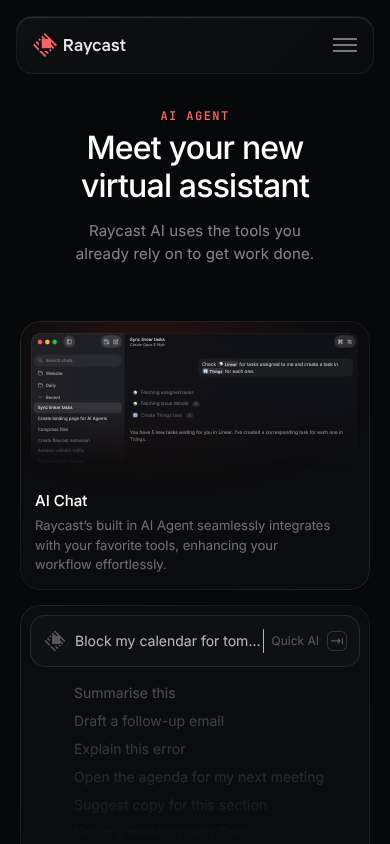 Raycast
AI AGENT
Meet your new
virtual assistant
Raycast AI uses the tools you
already rely on to get work done.
Sync linear tasks
Search chats
Check Linear for tasks assigned to me and create a task in
Things for each one.
Website
Daily
Recent
Fetching assigned tasks
Sync linear tasks
Fetching issue details
Create landing page for AI Agents
Create Things task
Compress files
You have 5 new tasks waiting for you in Linear. I've created a corresponding task for each one in
Things.
AI Chat
Raycast's built in AI Agent seamlessly integrates
with your favorite tools, enhancing your
workflow effortlessly.
Block my calendar for tom...
Quick AI
Summarise this
Draft a follow-up email
Explain this error
Open the agenda for my next meeting
Suggest copy for this section